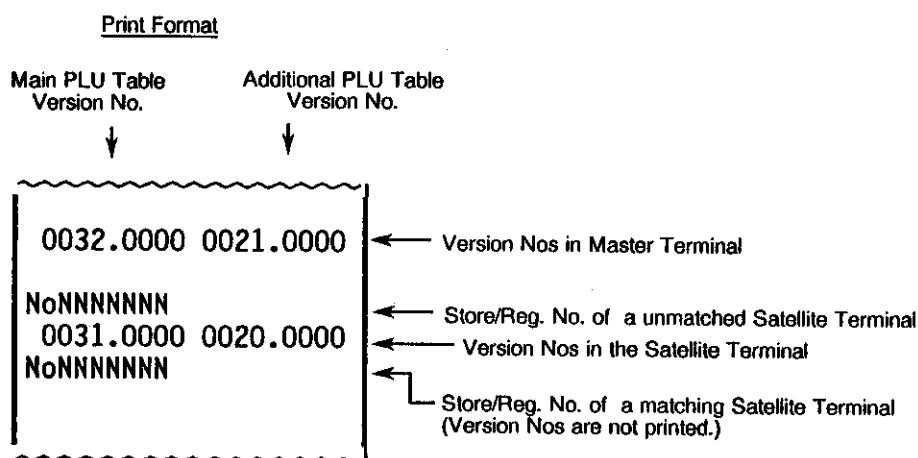 Print Format
Main PLU Table Additional PLU Table
Version No. Version No.
0032.0000 0021.0000 Version Nos in Master Terminal
NoNNNNNNN
Store/Reg. No. of a unmatched Satellite Terminal
0031.0000 0020.0000 Version Nos in the Satellite Terminal
NoNNNNNNN
Store/Reg. No. of a matching Satellite Terminal
(Version Nos are not printed.)